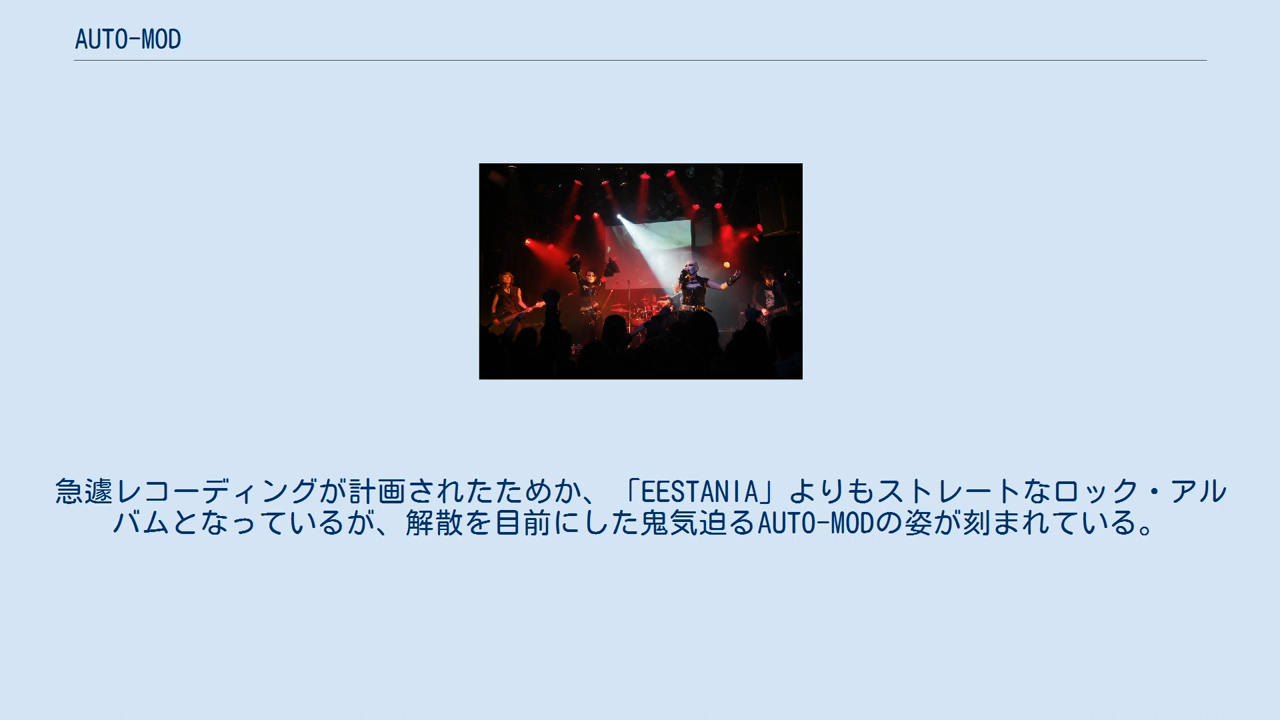 AUTO-MOD
急遽レコーディングが計画されたためか、「EESTANIA」よりもストレートなロック・アル
バムとなっているが、解散を目前にした鬼気迫るAUTO-MODの姿が刻まれている。